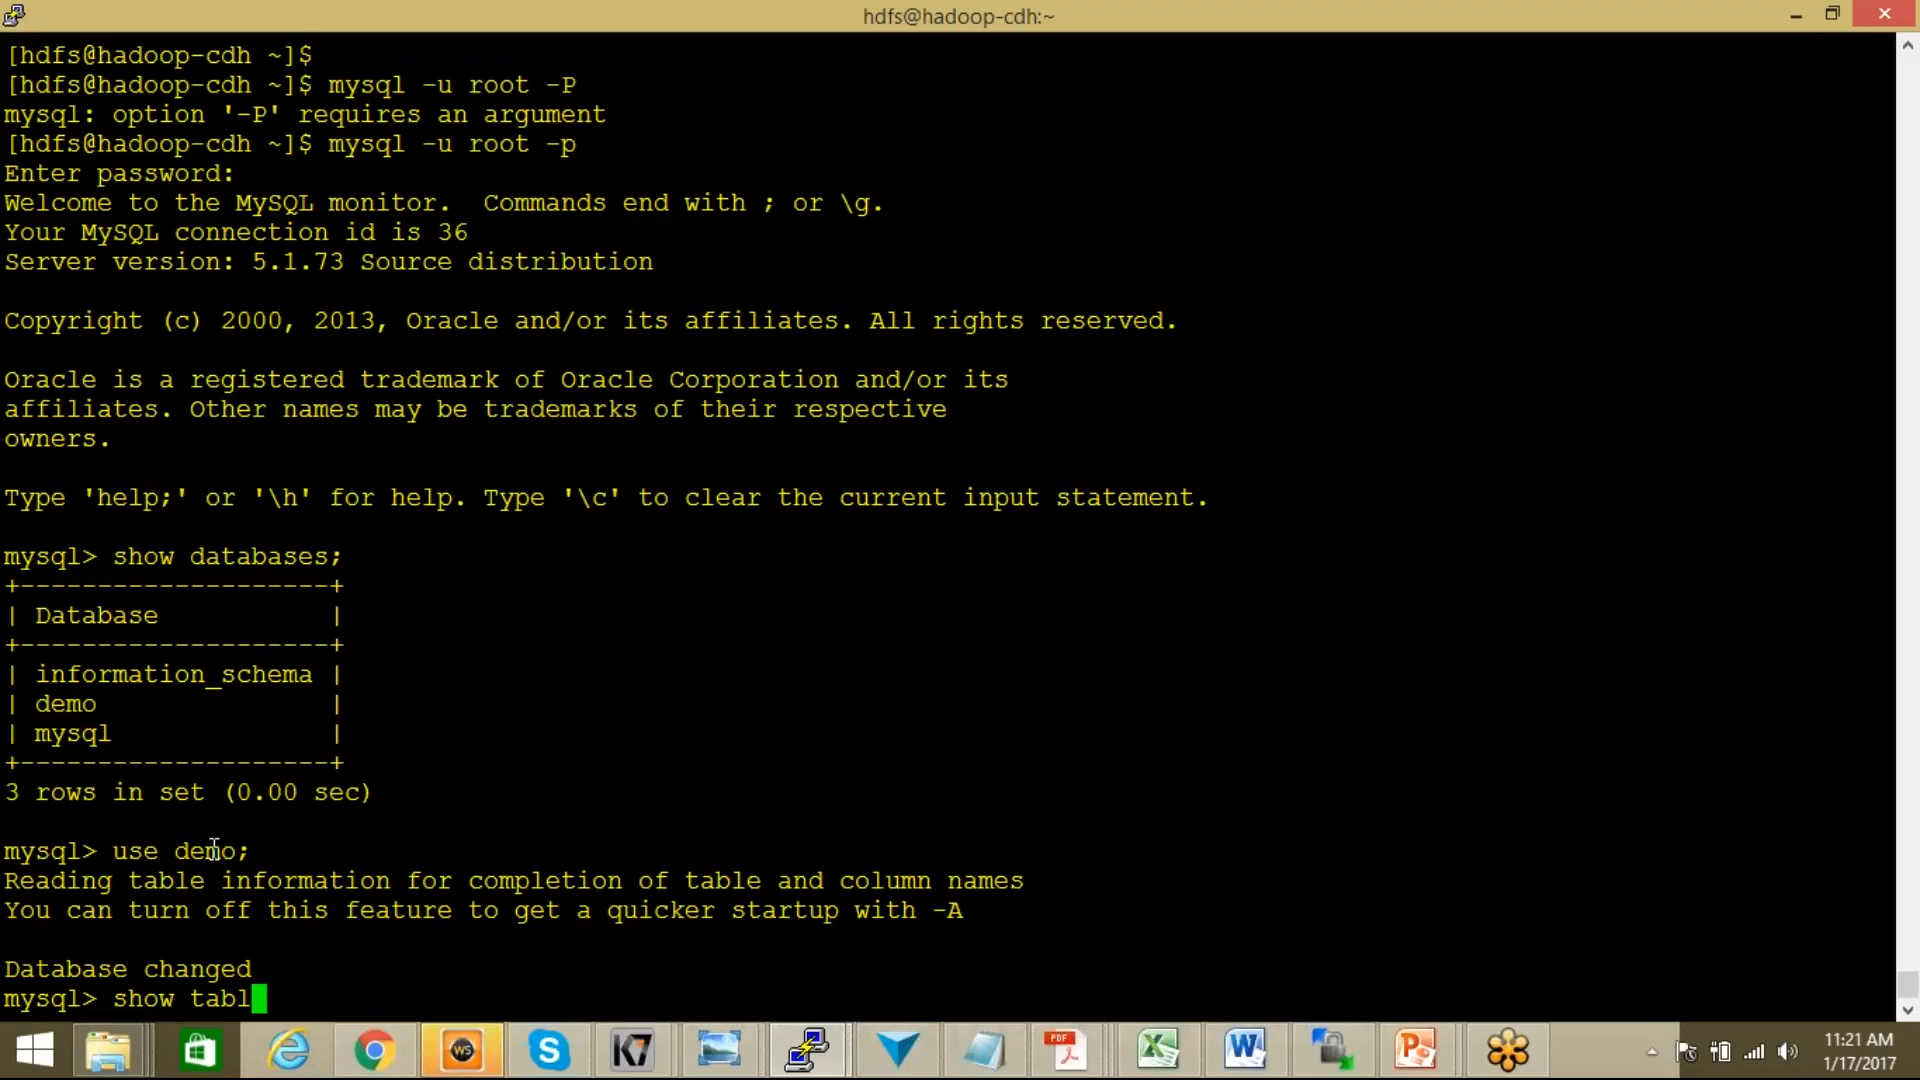 hdfs@hadoop-cdh:~
[hdfs@hadoop-cdh ~]$
[hdfs@hadoop-cdh ~]$ mysql -u root -P
mysql: option '-P' requires an argument
[hdfs@hadoop-cdh ~]$ mysql -u root -p
Enter password:
Welcome to the MySQL monitor.  Commands end with ; or \g.
Your MySQL connection id is 36
Server version: 5.1.73 Source distribution
Copyright (c) 2000, 2013, Oracle and/or its affiliates. All rights reserved.
Oracle is a registered trademark of Oracle Corporation and/or its
affiliates. Other names may be trademarks of their respective
owners.
Type 'help;' or '\h' for help. Type '\c' to clear the current input statement.
mysql> show databases;
+--------------------+
| Database           |
+--------------------+
| information_schema |
| demo               |
| mysql              |
+--------------------+
3 rows in set (0.00 sec)
mysql> use demo;
Reading table information for completion of table and column names
You can turn off this feature to get a quicker startup with -A
Database changed
mysql> show tabl
WS
S
K7
PDF
X
W
P
11:21 AM
1/17/2017